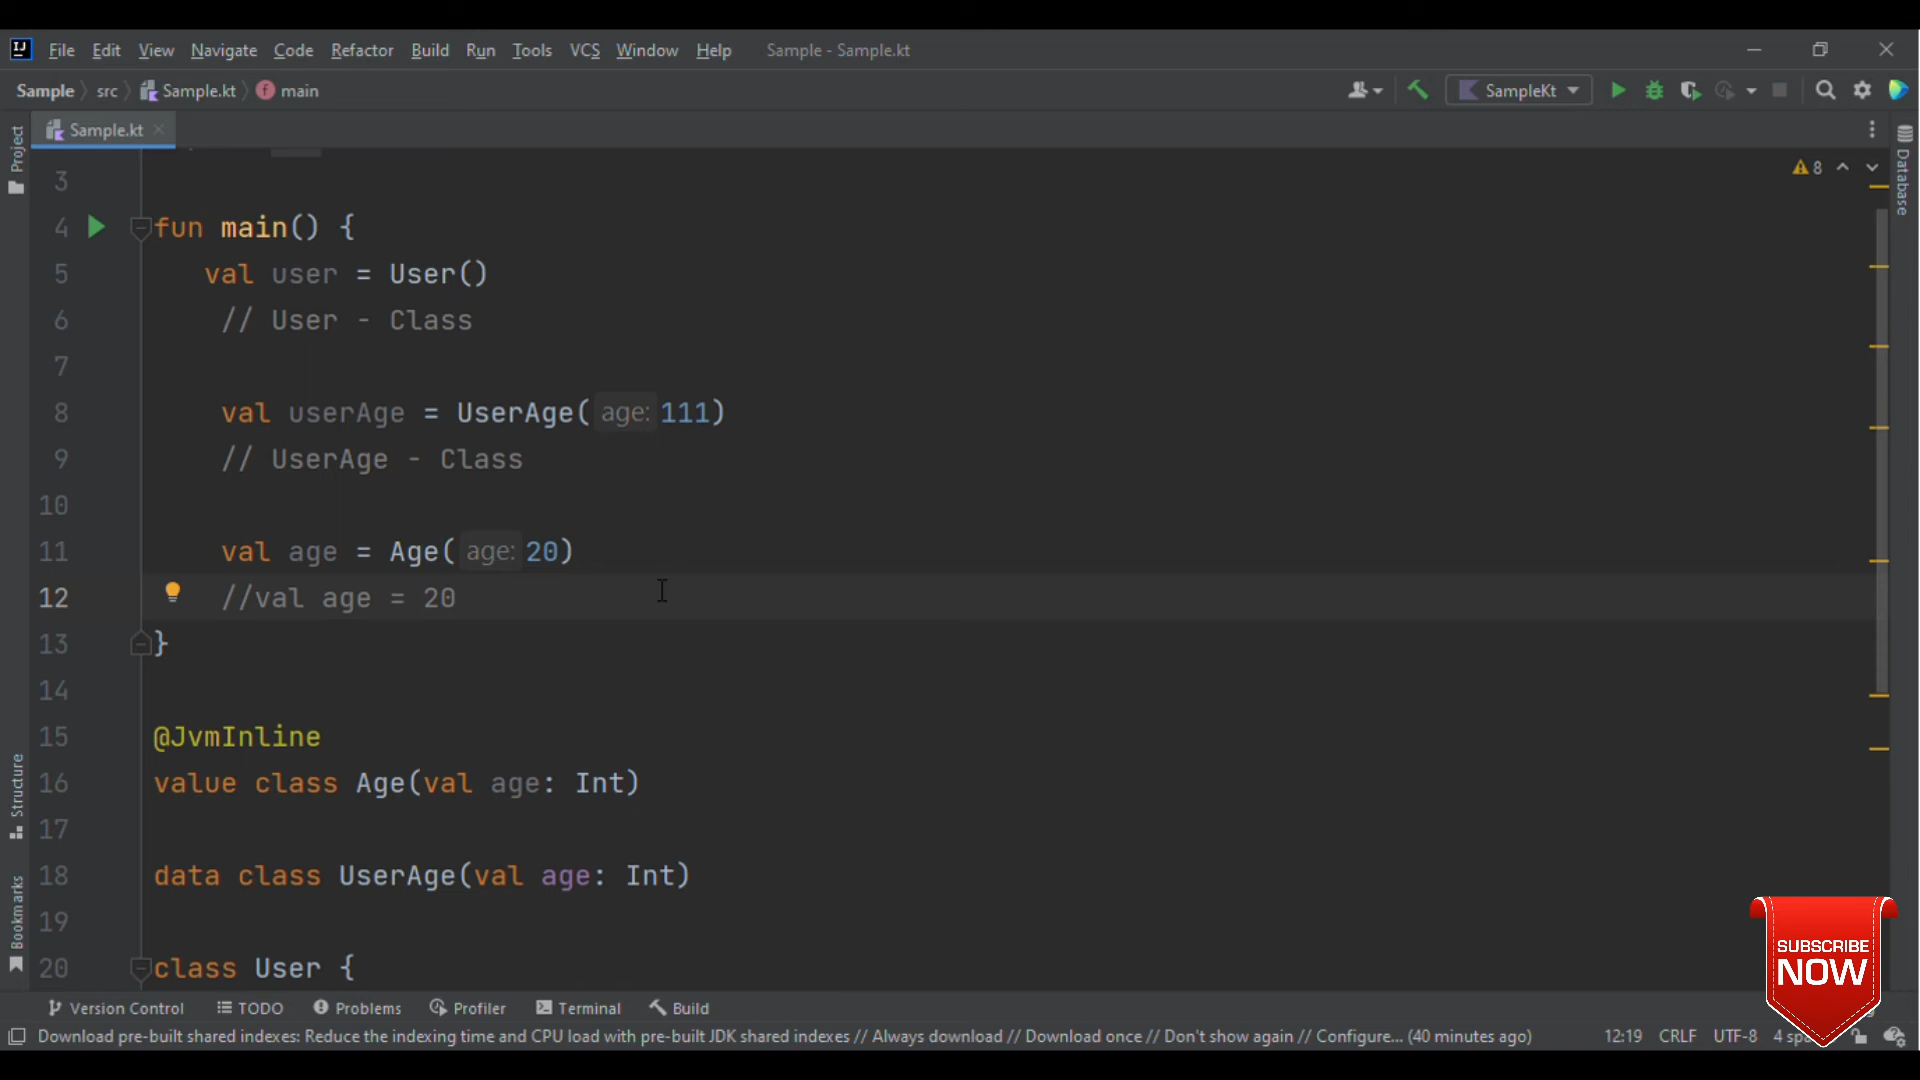 File Edit View Navigate Code Refactor Build Run Tools VCS Window Help Sample - Sample.kt
Sample src Sample.kt main SampleKt
Sample.kt
Project
Database
8
3
4 fun main() {
5 val user = User()
6 // User - Class
7
8 val userAge = UserAge( age: 111)
9 // UserAge - Class
10
11 val age = Age( age: 20)
12 //val age = 20
13 }
14
15 @JvmInline
16 value class Age(val age: Int)
17
18 data class UserAge(val age: Int)
19
20 class User {
Structure
Bookmarks
SUBSCRIBE
NOW
Version Control TODO Problems Profiler Terminal Build
Download pre-built shared indexes: Reduce the indexing time and CPU load with pre-built JDK shared indexes // Always download // Download once // Don't show again // Configure... (40 minutes ago) 12:19 CRLF UTF-8 4